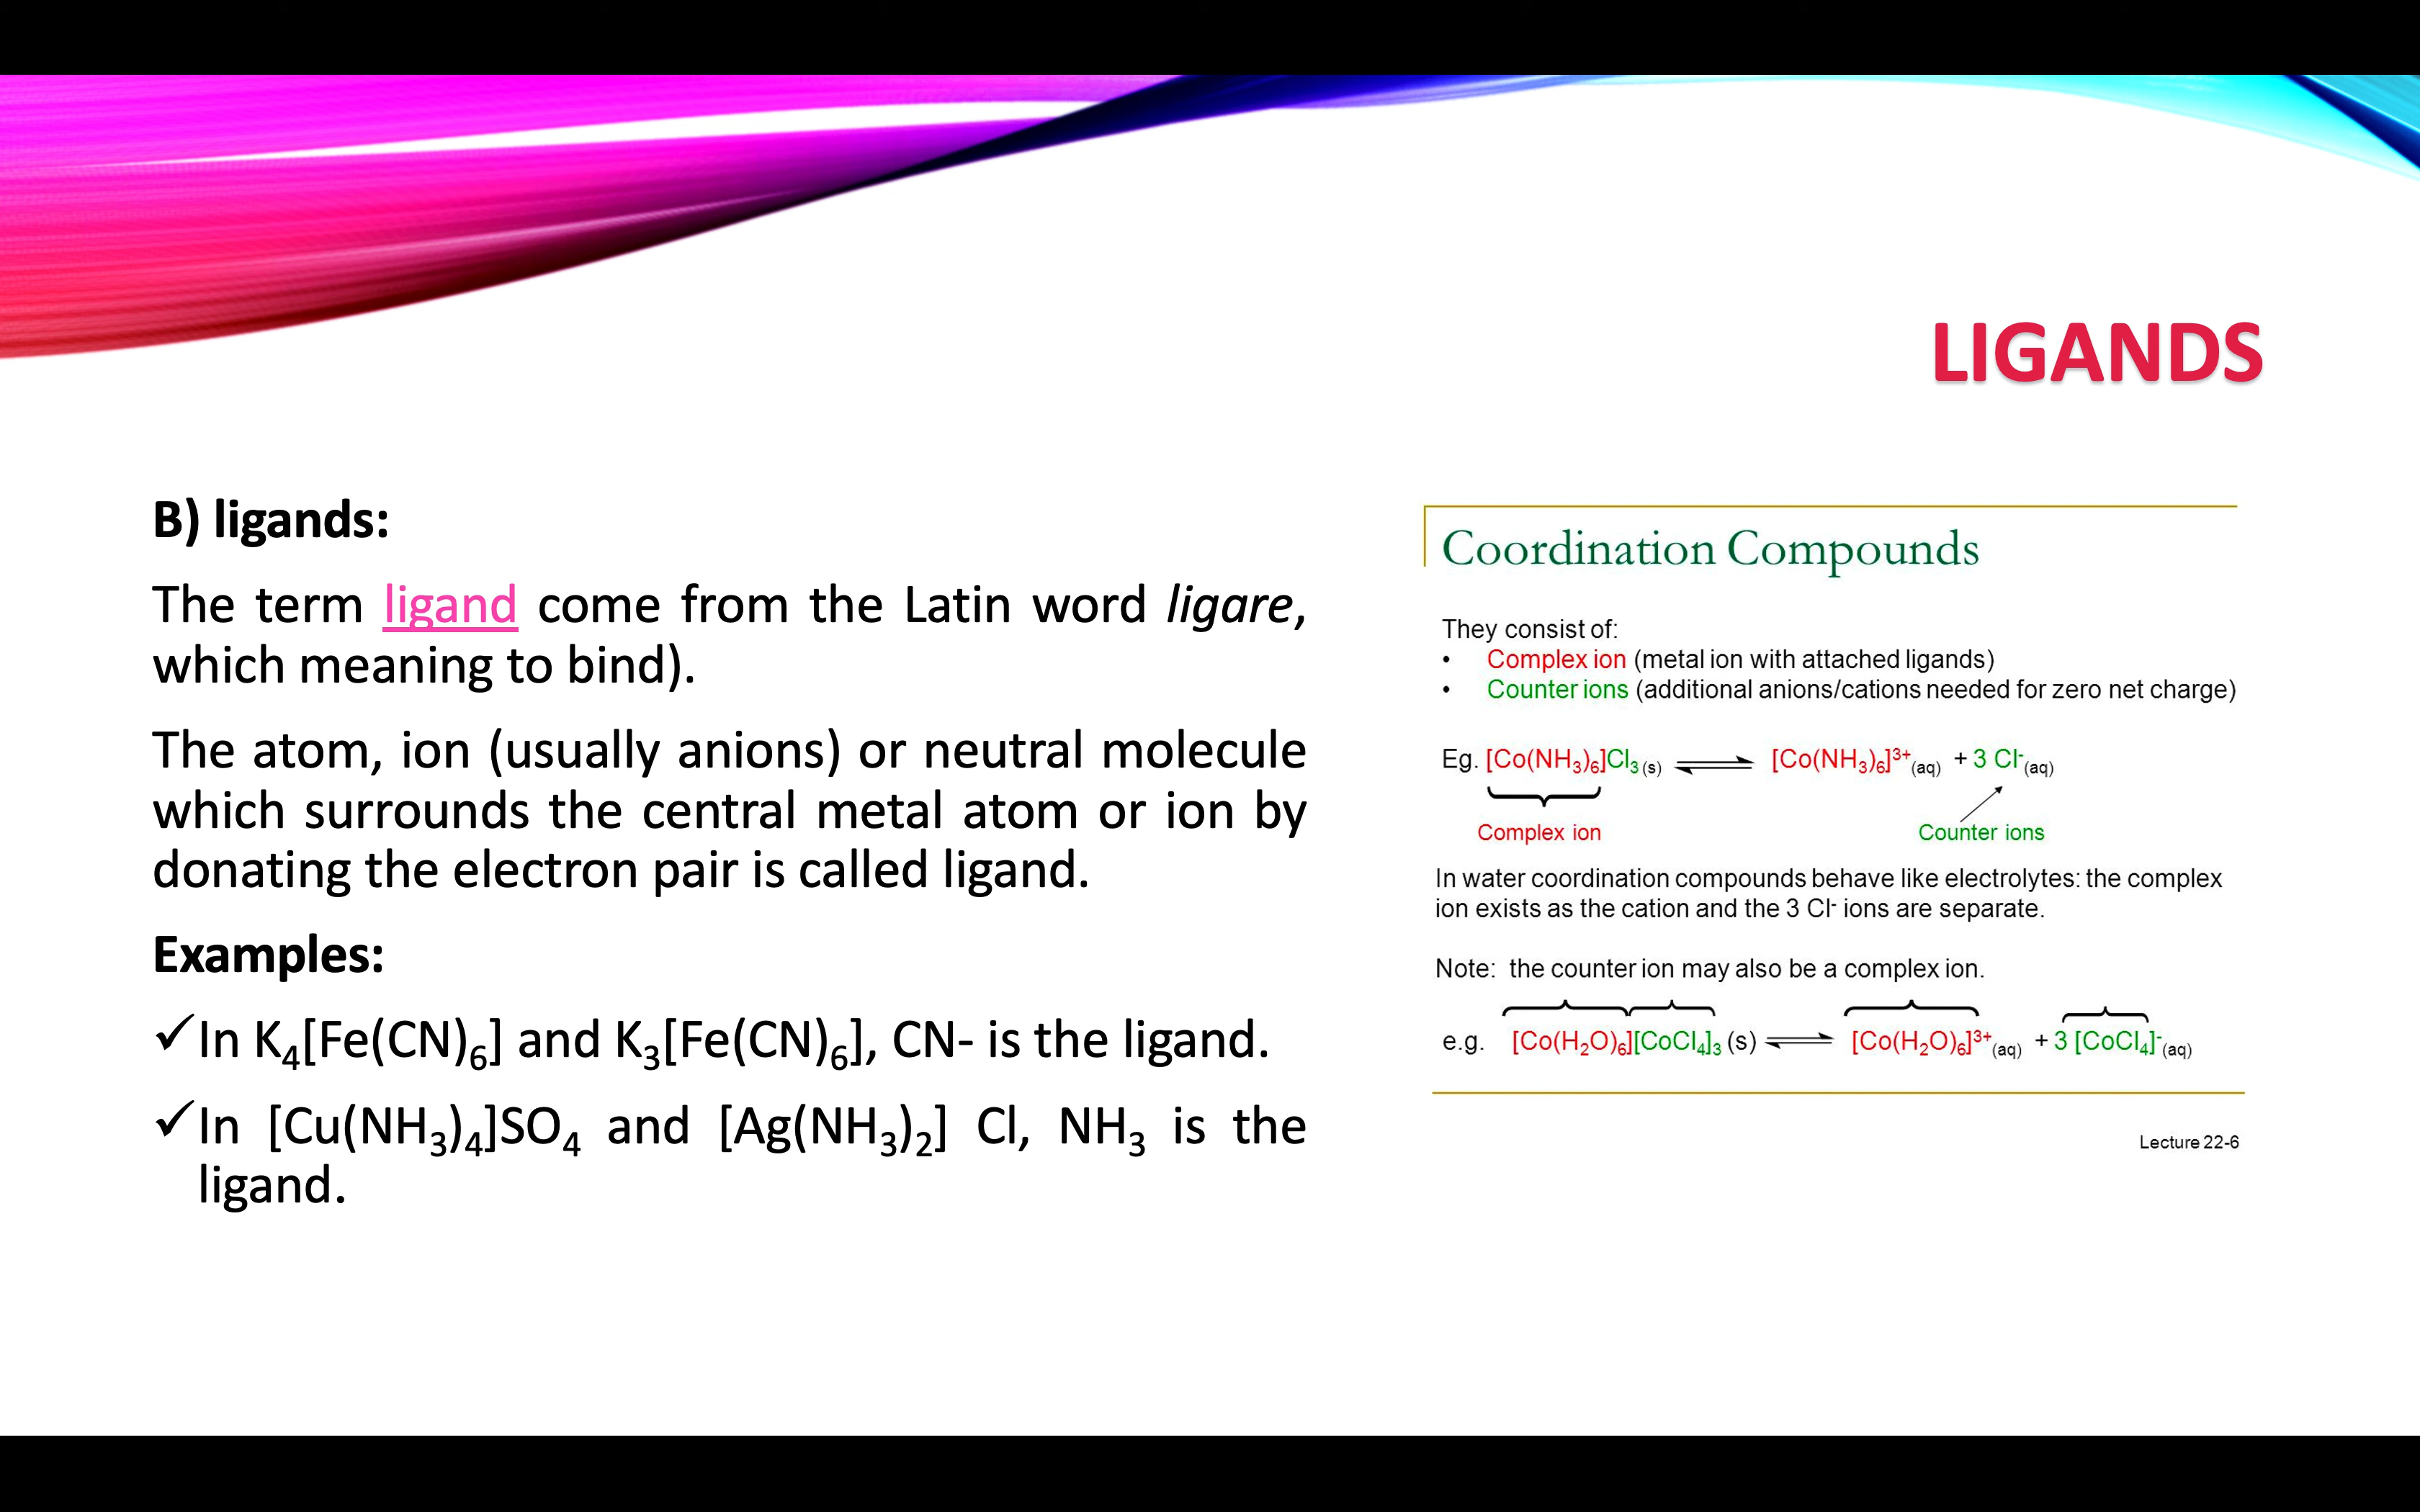 LIGANDS
B) ligands:
The term ligand come from the Latin word ligare,
which meaning to bind).
The atom, ion (usually anions) or neutral molecule
which surrounds the central metal atom or ion by
donating the electron pair is called ligand.
Examples:
✓In K₄[Fe(CN)₆] and K₃[Fe(CN)₆], CN- is the ligand.
✓In [Cu(NH₃)₄]SO₄ and [Ag(NH₃)₂] Cl, NH₃ is the
ligand.
Coordination Compounds
They consist of:
• Complex ion (metal ion with attached ligands)
• Counter ions (additional anions/cations needed for zero net charge)
Eg. [Co(NH₃)₆]Cl₃ (s) ⇌ [Co(NH₃)₆]³⁺(aq) + 3 Cl⁻(aq)
Complex ion Counter ions
In water coordination compounds behave like electrolytes: the complex
ion exists as the cation and the 3 Cl⁻ ions are separate.
Note: the counter ion may also be a complex ion.
e.g. [Co(H₂O)₆][CoCl₄]₃ (s) ⇌ [Co(H₂O)₆]³⁺(aq) + 3 [CoCl₄]⁻(aq)
Lecture 22-6